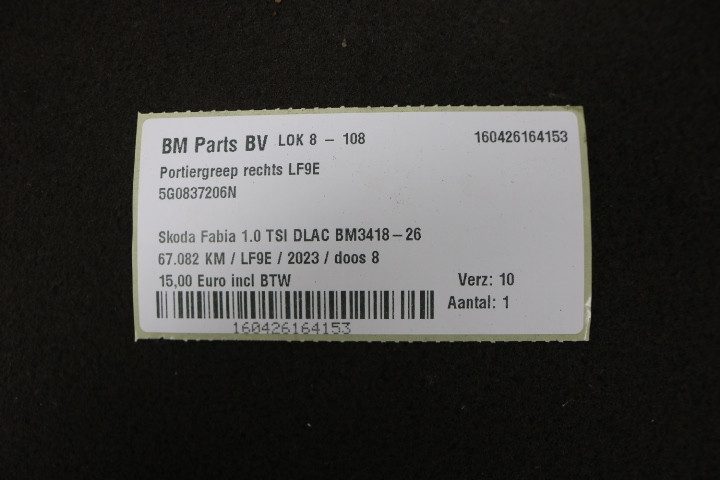 BM Parts BV LOK 8 - 108 160426164153
Portiergreep rechts LF9E
5G0837206N
Skoda Fabia 1.0 TSI DLAC BM3418-26
67.082 KM / LF9E / 2023 / doos 8
15,00 Euro incl BTW Verz: 10
Aantal: 1
160426164153